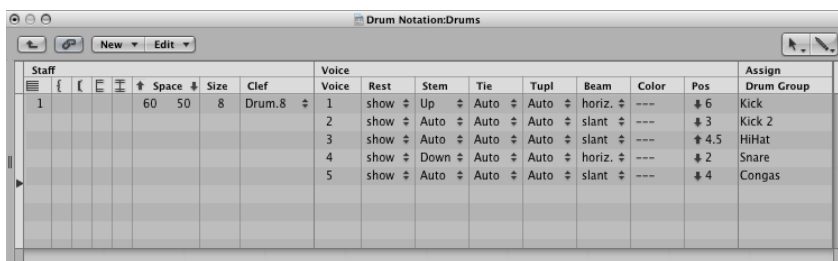 Drum Notation:Drums
New Edit
Staff Voice Assign
Space Size Clef Voice Rest Stem Tie Tupl Beam Color Pos Drum Group
1 60 50 8 Drum.8 1 show Up Auto Auto horiz. --- 6 Kick
2 show Auto Auto Auto slant --- 3 Kick 2
3 show Auto Auto Auto slant --- 4.5 HiHat
4 show Down Auto Auto horiz. --- 2 Snare
5 show Auto Auto Auto slant --- 4 Congas